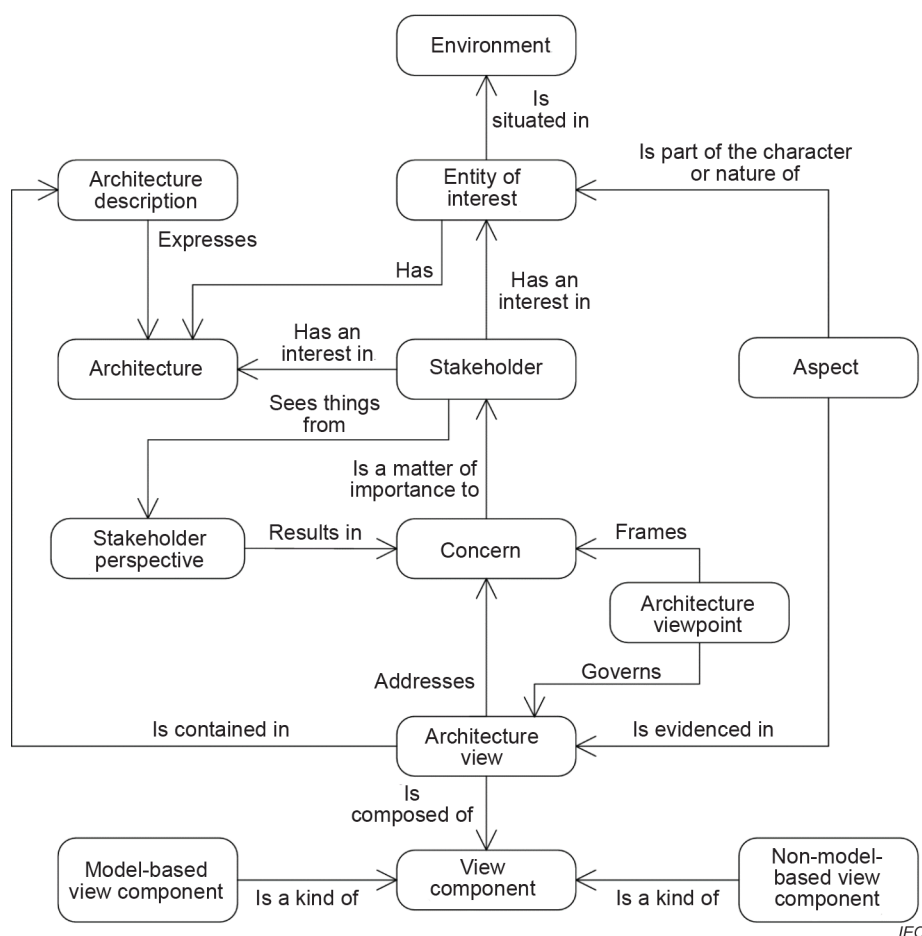 Environment
Is
situated in
Is part of the character
or nature of
Architecture
description
Entity of
interest
Expresses
Has
Has an
interest in
Has an
interest in
Architecture
Stakeholder
Aspect
Sees things
from
Is a matter of
importance to
Stakeholder
perspective
Results in
Concern
Frames
Architecture
viewpoint
Addresses
Governs
Is contained in
Architecture
view
Is evidenced in
Is
composed of
Model-based
view component
Is a kind of
View
component
Is a kind of
Non-model-
based view
component
IEC